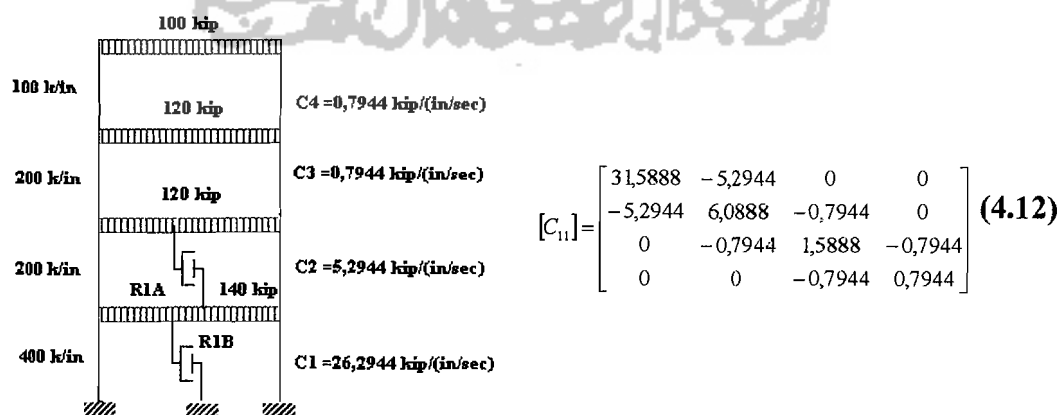 100 kip
100 k/in
120 kip
C4 =0,7944 kip/(in/sec)
200 k/in
120 kip
C3 =0,7944 kip/(in/sec)
200 k/in
R1A
140 kip
C2 =5,2944 kip/(in/sec)
400 k/in
R1B
C1 =26,2944 kip/(in/sec)
[C11]=
31,5888 -5,2944 0 0
-5,2944 6,0888 -0,7944 0
0 -0,7944 1,5888 -0,7944
0 0 -0,7944 0,7944
(4.12)